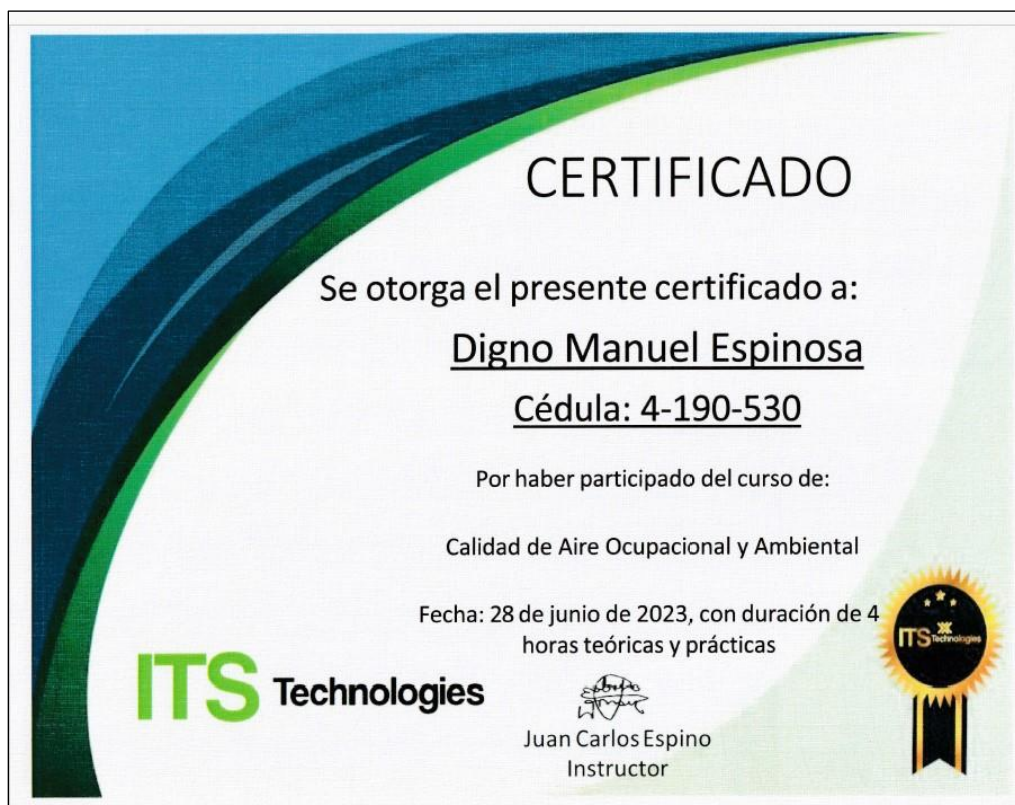 CERTIFICADO
Se otorga el presente certificado a:
Digno Manuel Espinosa
Cédula: 4-190-530
Por haber participado del curso de:
Calidad de Aire Ocupacional y Ambiental
Fecha: 28 de junio de 2023, con duración de 4
horas teóricas y prácticas
ITS Technologies
ITS Technologies
Juan Carlos Espino
Instructor